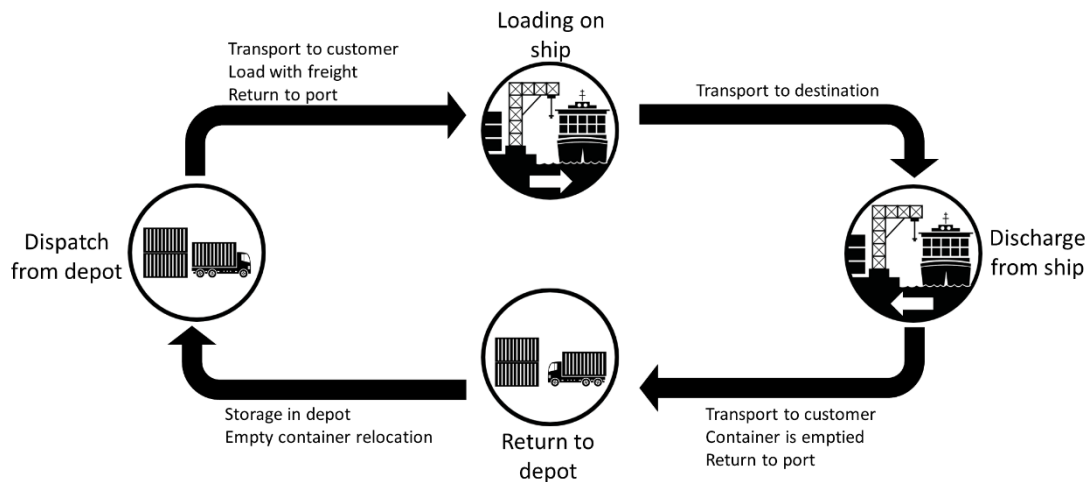 Loading on
ship
Transport to customer
Load with freight
Return to port
Transport to destination
Dispatch
from depot
Discharge
from ship
Storage in depot
Empty container relocation
Return to
depot
Transport to customer
Container is emptied
Return to port